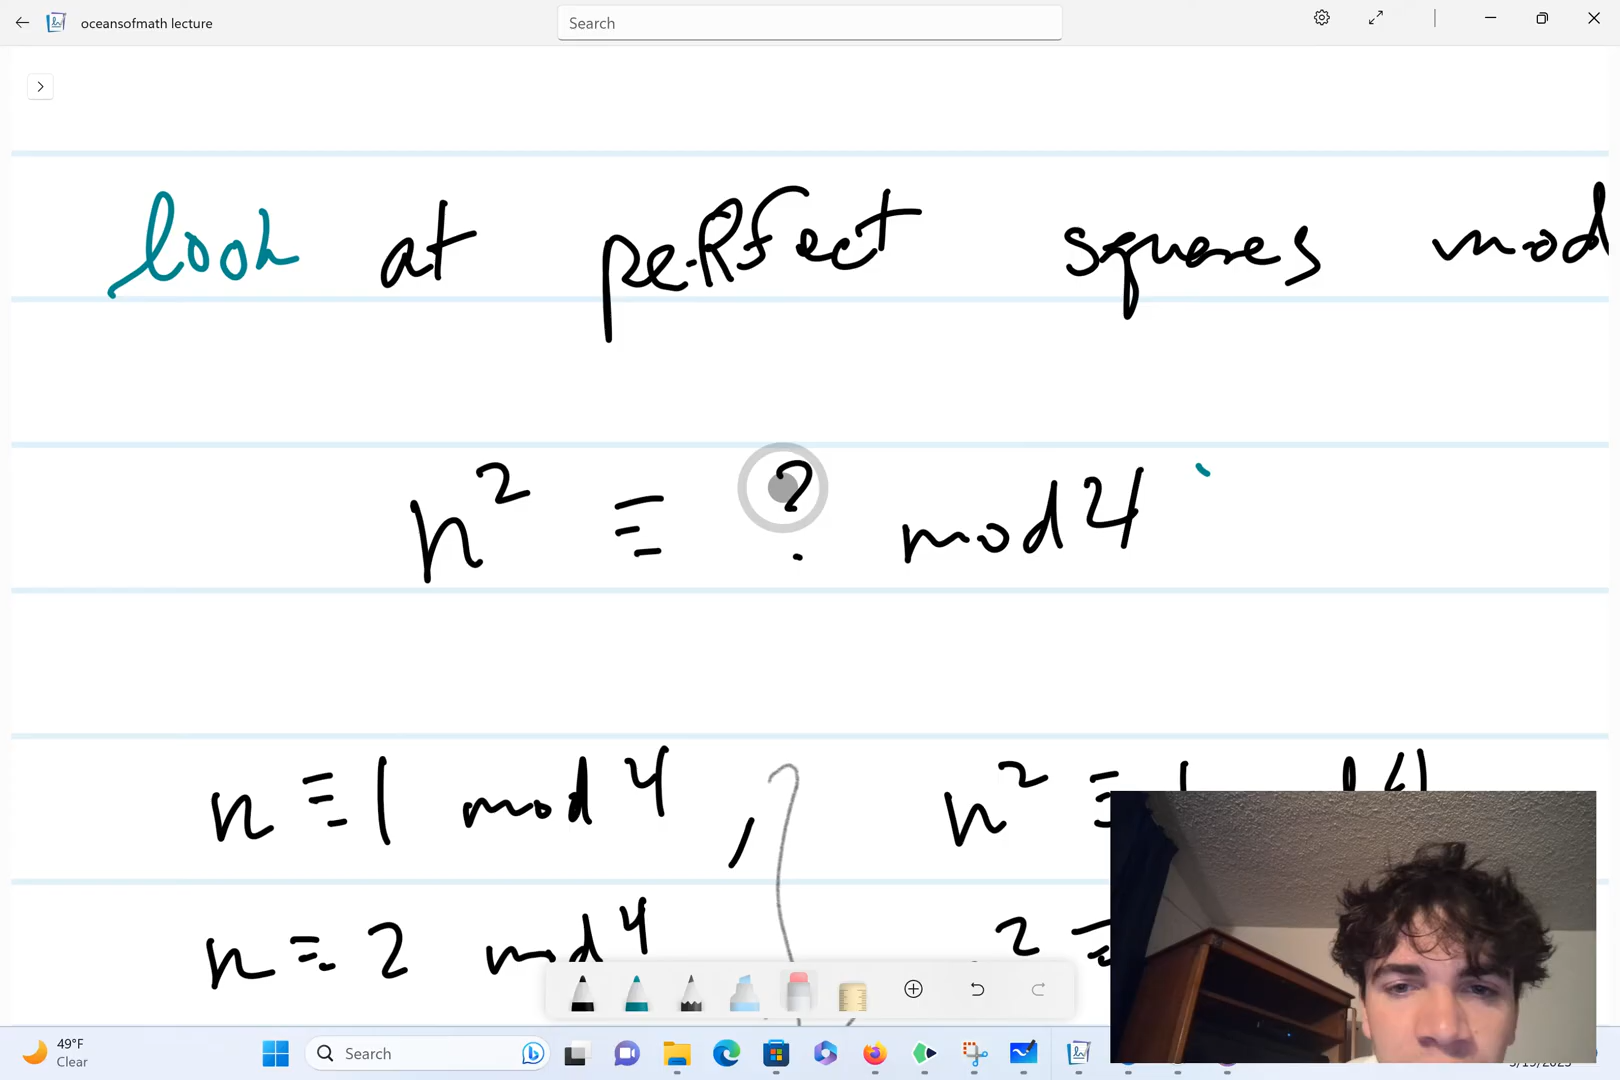 oceansofmath lecture
Search
look at peRfect squares mod
n² ≡ ? mod 4
n ≡ 1 mod 4, n² ≡ 1
n ≡ 2 mod 4 2 ≡
49°F
Clear
Search